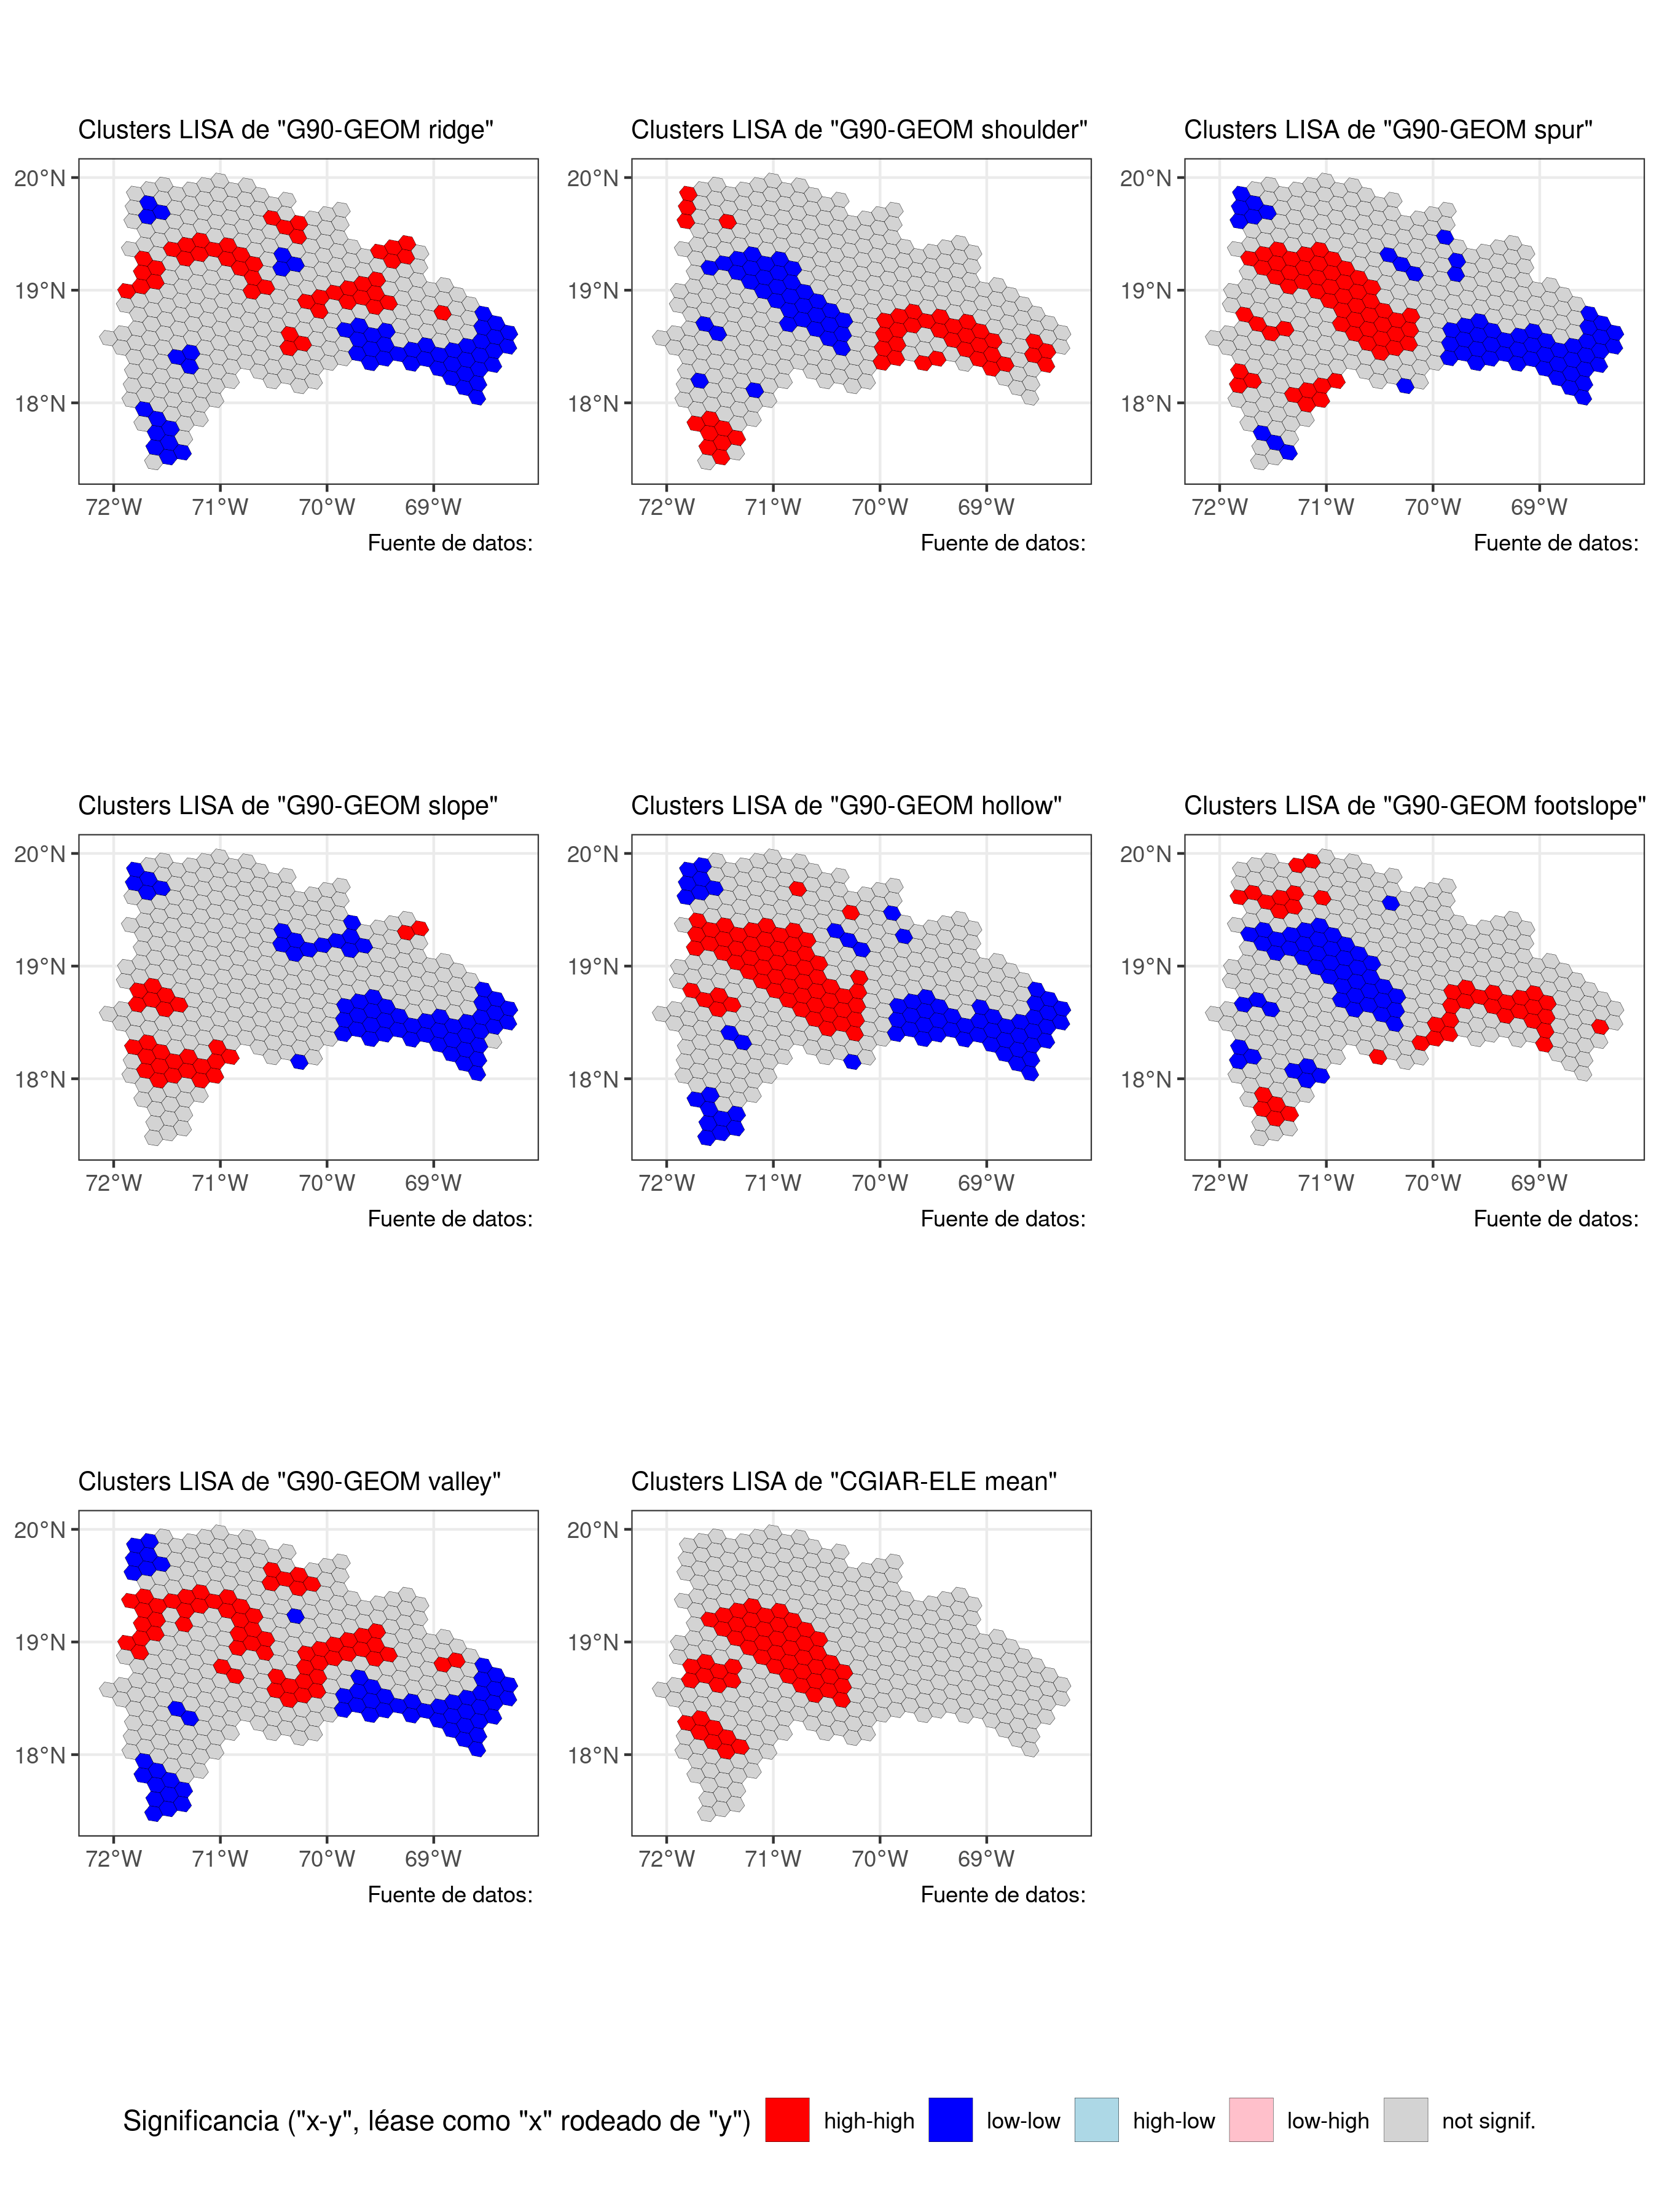 Clusters LISA de "G90-GEOM ridge"
20°N
19°N
18°N
72°W 71°W 70°W 69°W
Fuente de datos:
Clusters LISA de "G90-GEOM shoulder"
20°N
19°N
18°N
72°W 71°W 70°W 69°W
Fuente de datos:
Clusters LISA de "G90-GEOM spur"
20°N
19°N
18°N
72°W 71°W 70°W 69°W
Fuente de datos:
Clusters LISA de "G90-GEOM slope"
20°N
19°N
18°N
72°W 71°W 70°W 69°W
Fuente de datos:
Clusters LISA de "G90-GEOM hollow"
20°N
19°N
18°N
72°W 71°W 70°W 69°W
Fuente de datos:
Clusters LISA de "G90-GEOM footslope"
20°N
19°N
18°N
72°W 71°W 70°W 69°W
Fuente de datos:
Clusters LISA de "G90-GEOM valley"
20°N
19°N
18°N
72°W 71°W 70°W 69°W
Fuente de datos:
Clusters LISA de "CGIAR-ELE mean"
20°N
19°N
18°N
72°W 71°W 70°W 69°W
Fuente de datos:
Significancia ("x-y", léase como "x" rodeado de "y") high-high low-low high-low low-high not signif.